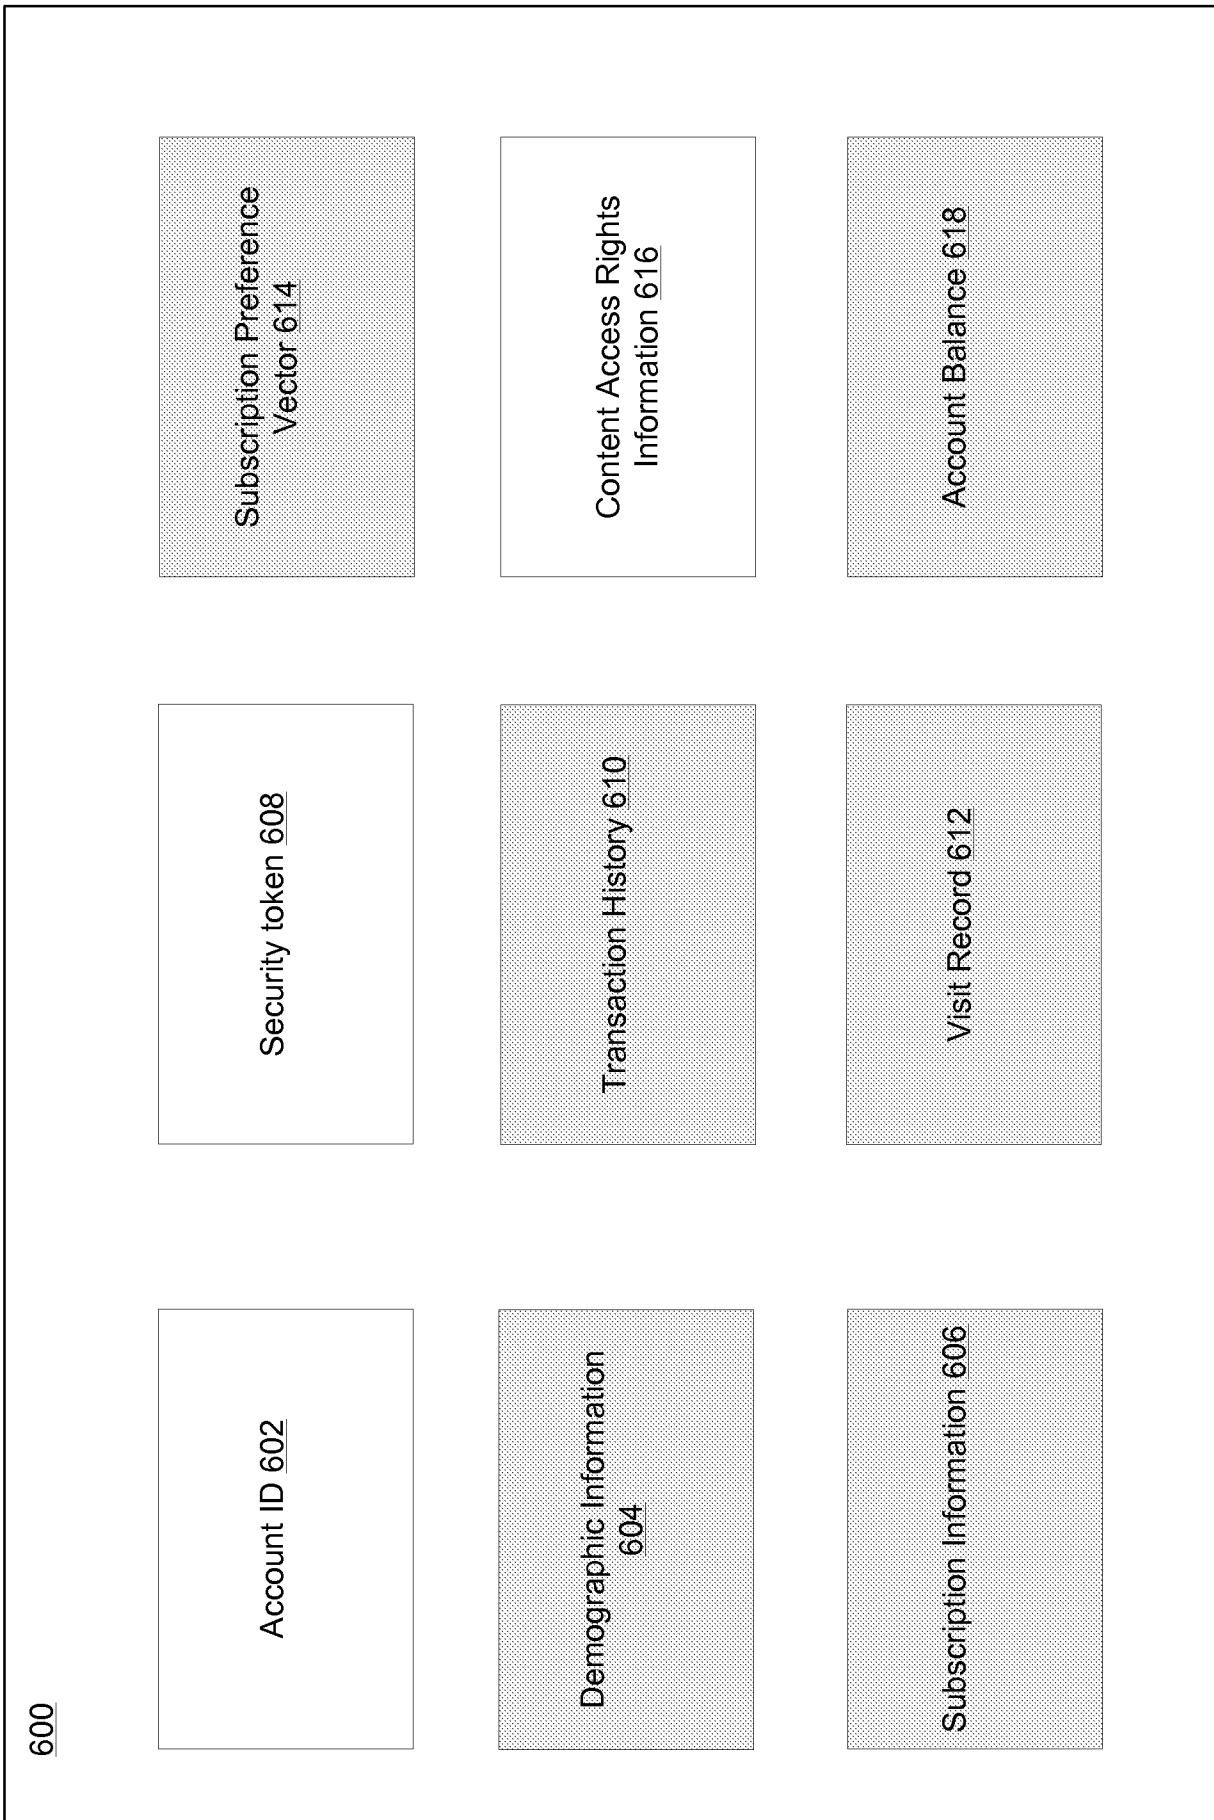 600
Account ID 602
Security token 608
Subscription Preference
Vector 614
Demographic Information
604
Transaction History 610
Content Access Rights
Information 616
Subscription Information 606
Visit Record 612
Account Balance 618